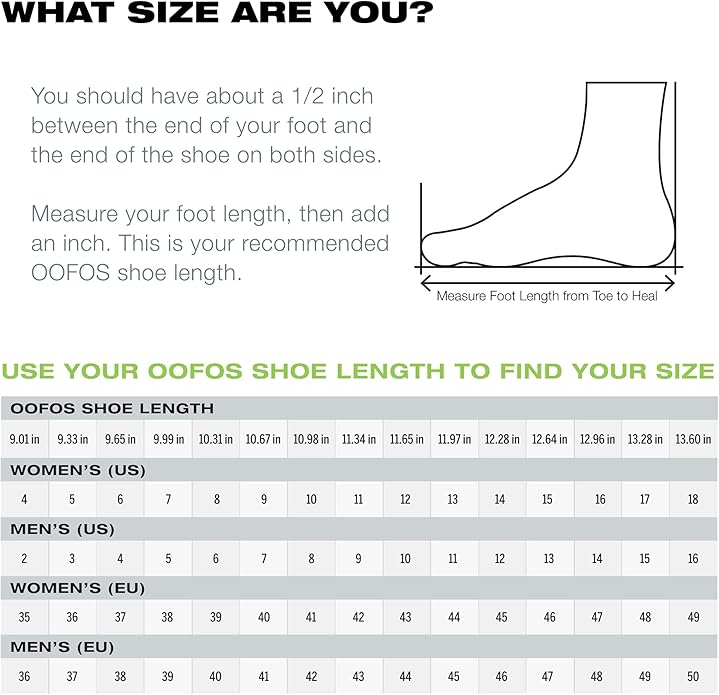 WHAT SIZE ARE YOU?
You should have about a 1/2 inch
between the end of your foot and
the end of the shoe on both sides.
Measure your foot length, then add
an inch. This is your recommended
OOFOS shoe length.
Measure Foot Length from Toe to Heal
USE YOUR OOFOS SHOE LENGTH TO FIND YOUR SIZE
OOFOS SHOE LENGTH
9.01 in 9.33 in 9.65 in 9.99 in 10.31 in 10.67 in 10.98 in 11.34 in 11.65 in 11.97 in 12.28 in 12.64 in 12.96 in 13.28 in 13.60 in
WOMEN'S (US)
4 5 6 7 8 9 10 11 12 13 14 15 16 17 18
MEN'S (US)
2 3 4 5 6 7 8 9 10 11 12 13 14 15 16
WOMEN'S (EU)
35 36 37 38 39 40 41 42 43 44 45 46 47 48 49
MEN'S (EU)
36 37 38 39 40 41 42 43 44 45 46 47 48 49 50